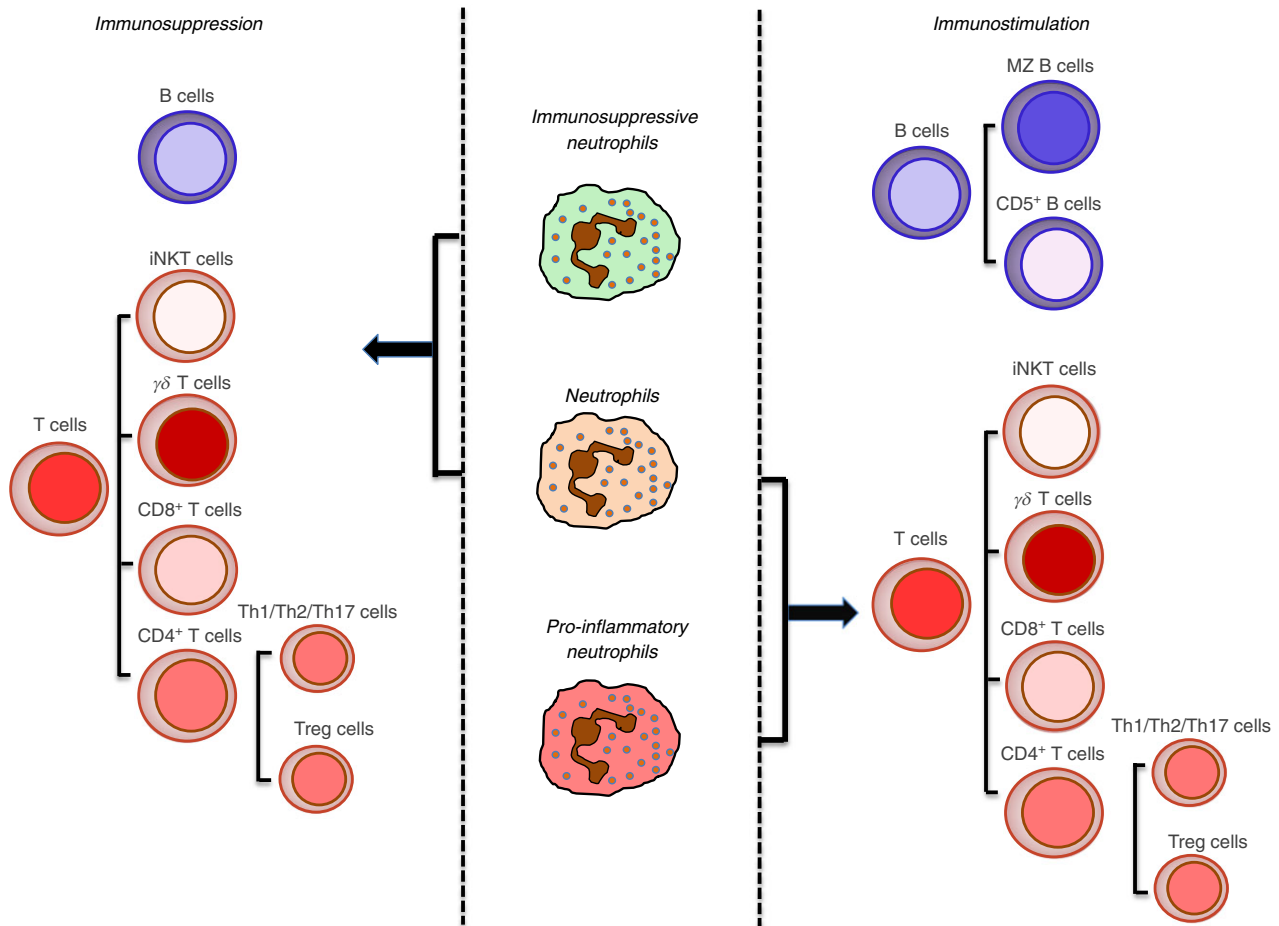 Immunosuppression
B cells
iNKT cells
γδ T cells
T cells
CD8⁺ T cells
Th1/Th2/Th17 cells
CD4⁺ T cells
Treg cells
Immunosuppressive
neutrophils
Neutrophils
Pro-inflammatory
neutrophils
Immunostimulation
MZ B cells
B cells
CD5⁺ B cells
iNKT cells
γδ T cells
T cells
CD8⁺ T cells
Th1/Th2/Th17 cells
CD4⁺ T cells
Treg cells